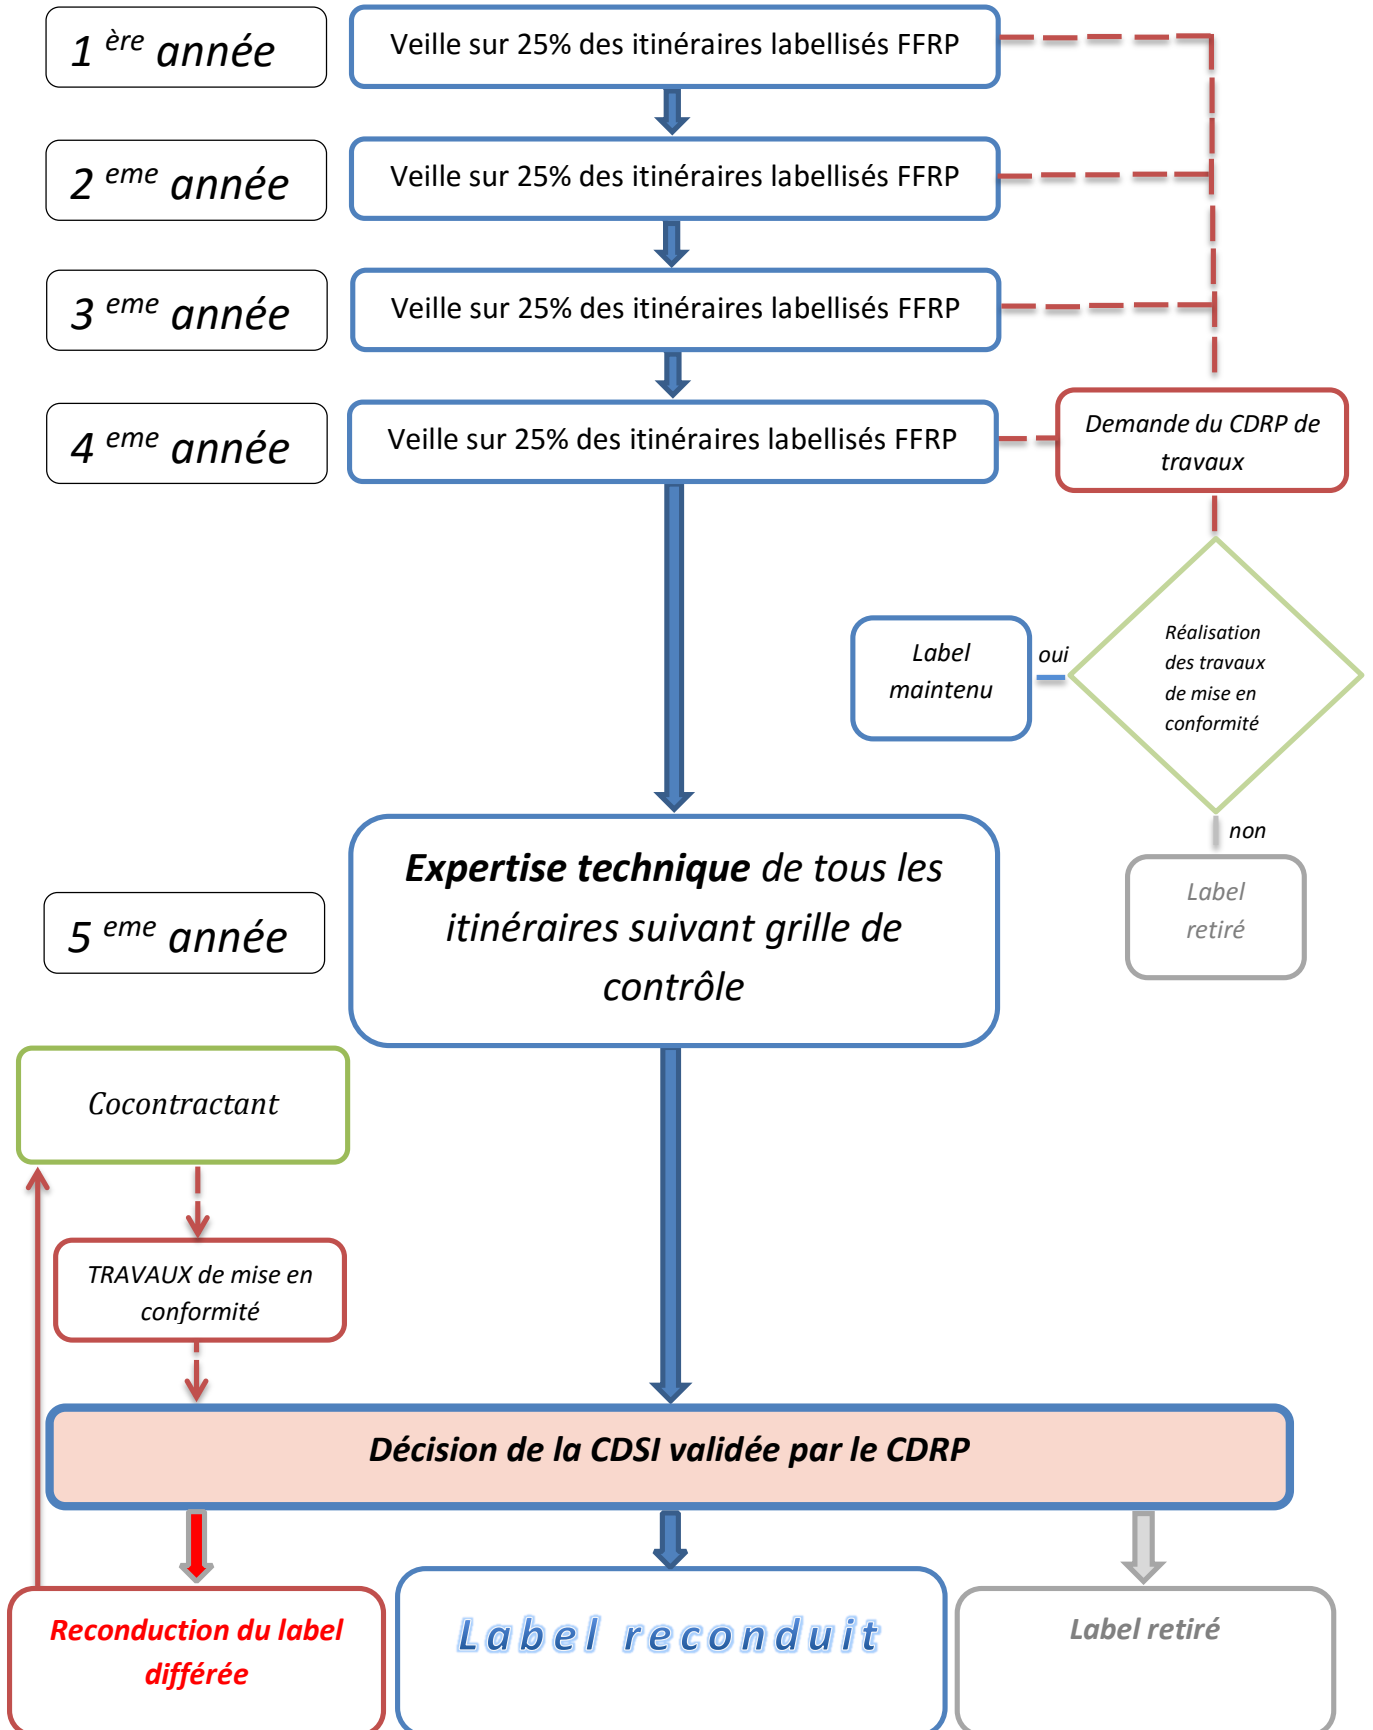 1 ère année
Veille sur 25% des itinéraires labellisés FFRP
2 eme année
Veille sur 25% des itinéraires labellisés FFRP
3 eme année
Veille sur 25% des itinéraires labellisés FFRP
4 eme année
Veille sur 25% des itinéraires labellisés FFRP
Demande du CDRP de
travaux
Réalisation
des travaux
de mise en
conformité
oui
Label
maintenu
non
Label
retiré
5 eme année
Expertise technique de tous les
itinéraires suivant grille de
contrôle
Cocontractant
TRAVAUX de mise en
conformité
Décision de la CDSI validée par le CDRP
Reconduction du label
différée
Label reconduit
Label retiré